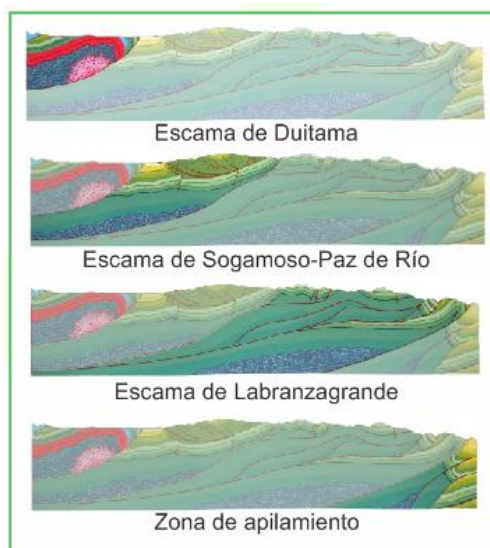 Escama de Duitama
Escama de Sogamoso-Paz de Río
Escama de Labranzagrande
Zona de apilamiento